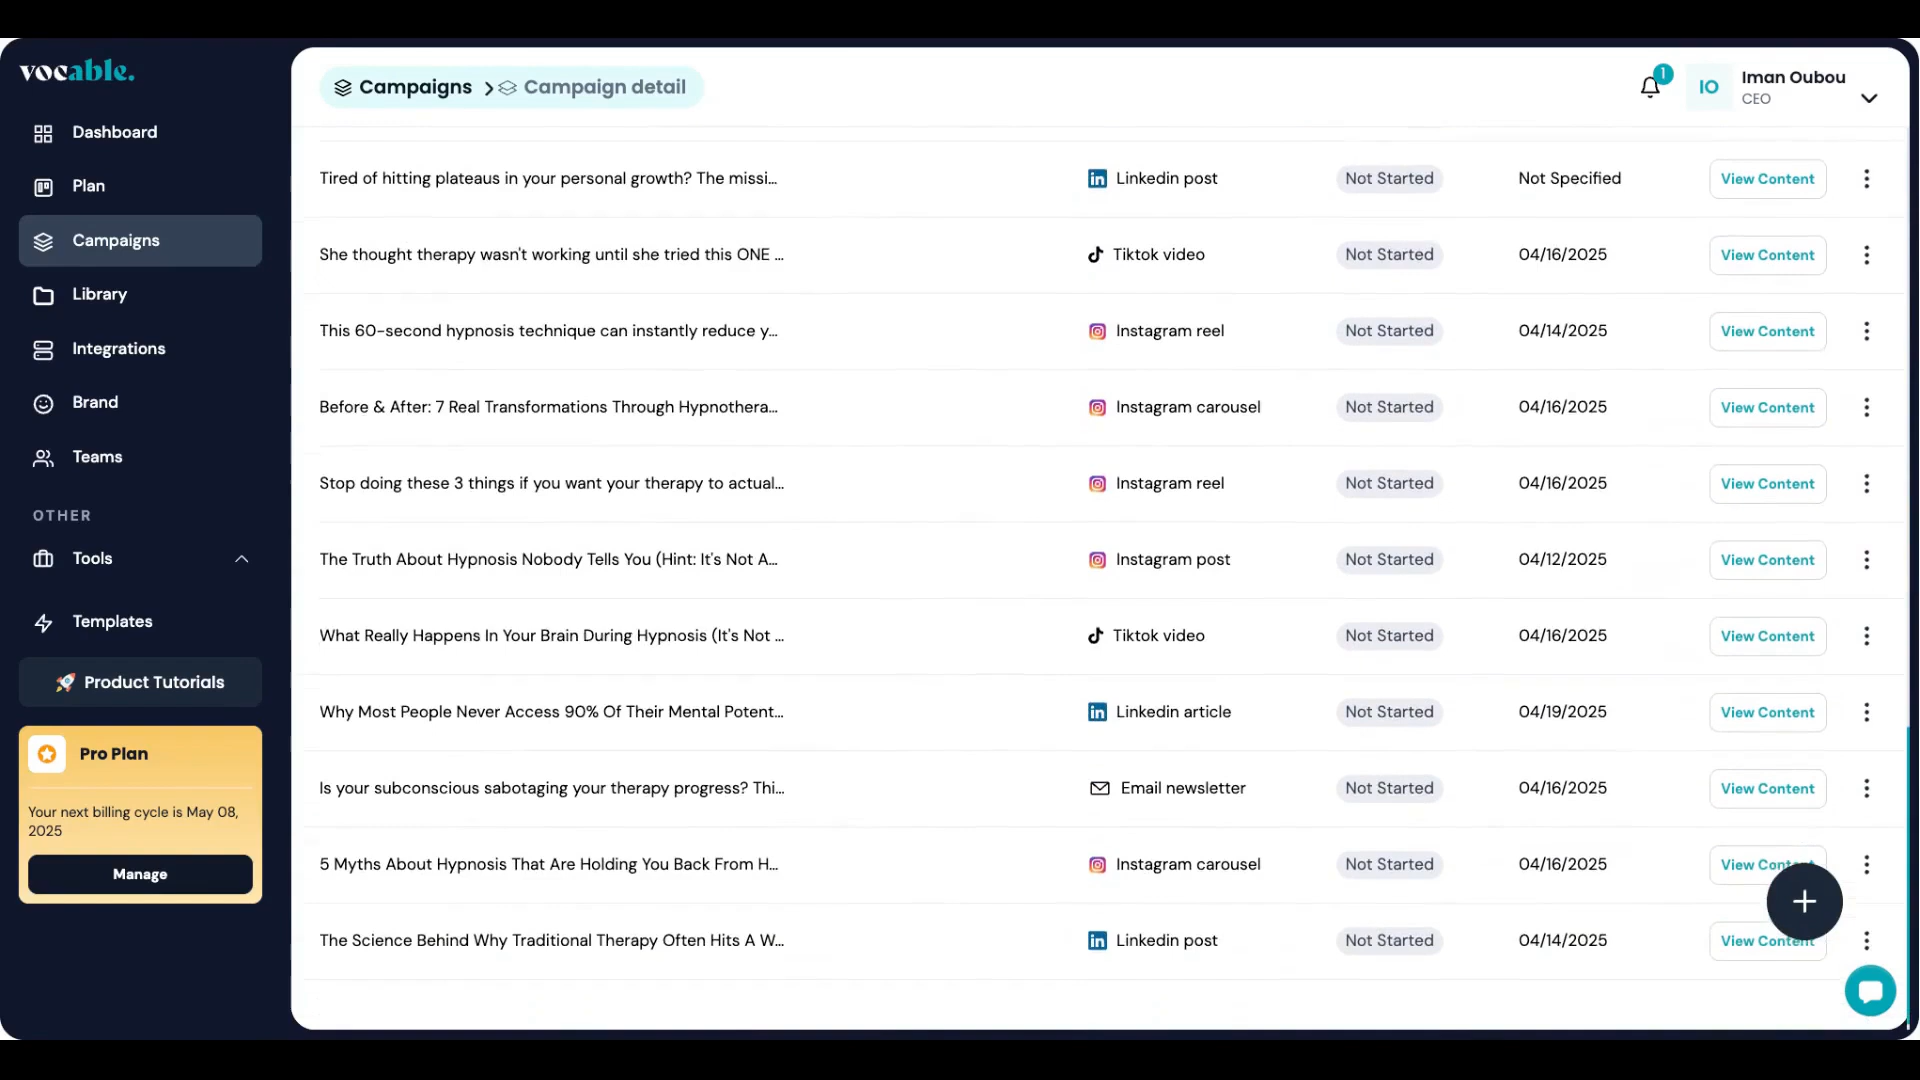 vocable.
Campaigns
Campaign detail
1
IO
Iman Oubou
CEO
Dashboard
Plan
Campaigns
Library
Integrations
Brand
Teams
OTHER
Tools
Templates
🚀 Product Tutorials
Pro Plan
Your next billing cycle is May 08,
2025
Manage
Tired of hitting plateaus in your personal growth? The missi... Linkedin post Not Started Not Specified View Content
She thought therapy wasn't working until she tried this ONE ... Tiktok video Not Started 04/16/2025 View Content
This 60-second hypnosis technique can instantly reduce y... Instagram reel Not Started 04/14/2025 View Content
Before & After: 7 Real Transformations Through Hypnothera... Instagram carousel Not Started 04/16/2025 View Content
Stop doing these 3 things if you want your therapy to actual... Instagram reel Not Started 04/16/2025 View Content
The Truth About Hypnosis Nobody Tells You (Hint: It's Not A... Instagram post Not Started 04/12/2025 View Content
What Really Happens In Your Brain During Hypnosis (It's Not ... Tiktok video Not Started 04/16/2025 View Content
Why Most People Never Access 90% Of Their Mental Potent... Linkedin article Not Started 04/19/2025 View Content
Is your subconscious sabotaging your therapy progress? Thi... Email newsletter Not Started 04/16/2025 View Content
5 Myths About Hypnosis That Are Holding You Back From H... Instagram carousel Not Started 04/16/2025 View Content
The Science Behind Why Traditional Therapy Often Hits A W... Linkedin post Not Started 04/14/2025 View Content